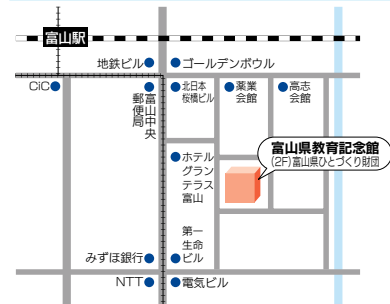 富山駅
地鉄ビル
ゴールデンボウル
CiC
富山中央
郵便局
北日本
桜橋ビル
薬業
会館
高志
会館
富山県教育記念館
(2F)富山県ひとづくり財団
ホテル
グラン
テラス
富山
第一
生命
ビル
みずほ銀行
NTT
電気ビル